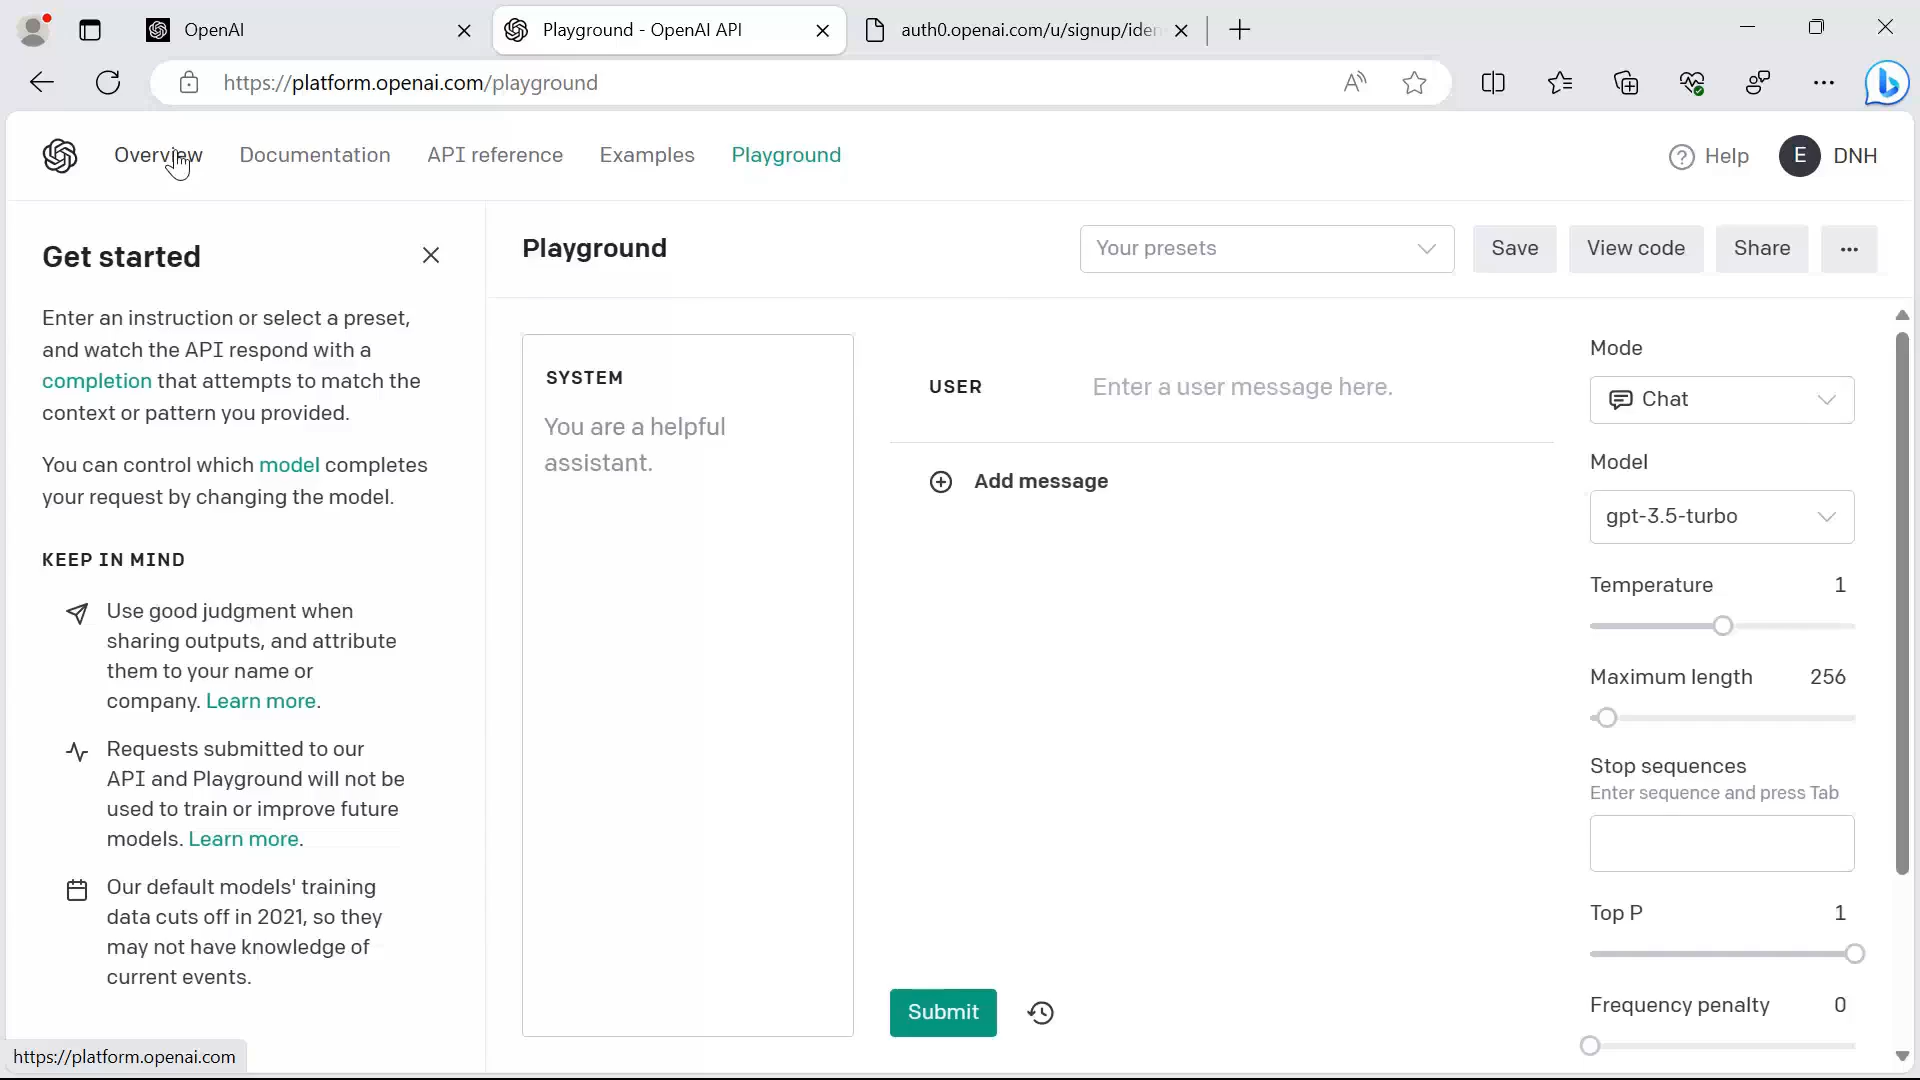 OpenAI
Playground - OpenAI API
auth0.openai.com/u/signup/iden
https://platform.openai.com/playground
Overview
Documentation
API reference
Examples
Playground
Help
E
DNH
Get started
Enter an instruction or select a preset,
and watch the API respond with a
completion that attempts to match the
context or pattern you provided.
You can control which model completes
your request by changing the model.
KEEP IN MIND
Use good judgment when
sharing outputs, and attribute
them to your name or
company. Learn more.
Requests submitted to our
API and Playground will not be
used to train or improve future
models. Learn more.
Our default models' training
data cuts off in 2021, so they
may not have knowledge of
current events.
https://platform.openai.com
Playground
Your presets
Save
View code
Share
SYSTEM
You are a helpful
assistant.
USER
Enter a user message here.
Add message
Submit
Mode
Chat
Model
gpt-3.5-turbo
Temperature 1
Maximum length 256
Stop sequences
Enter sequence and press Tab
Top P 1
Frequency penalty 0